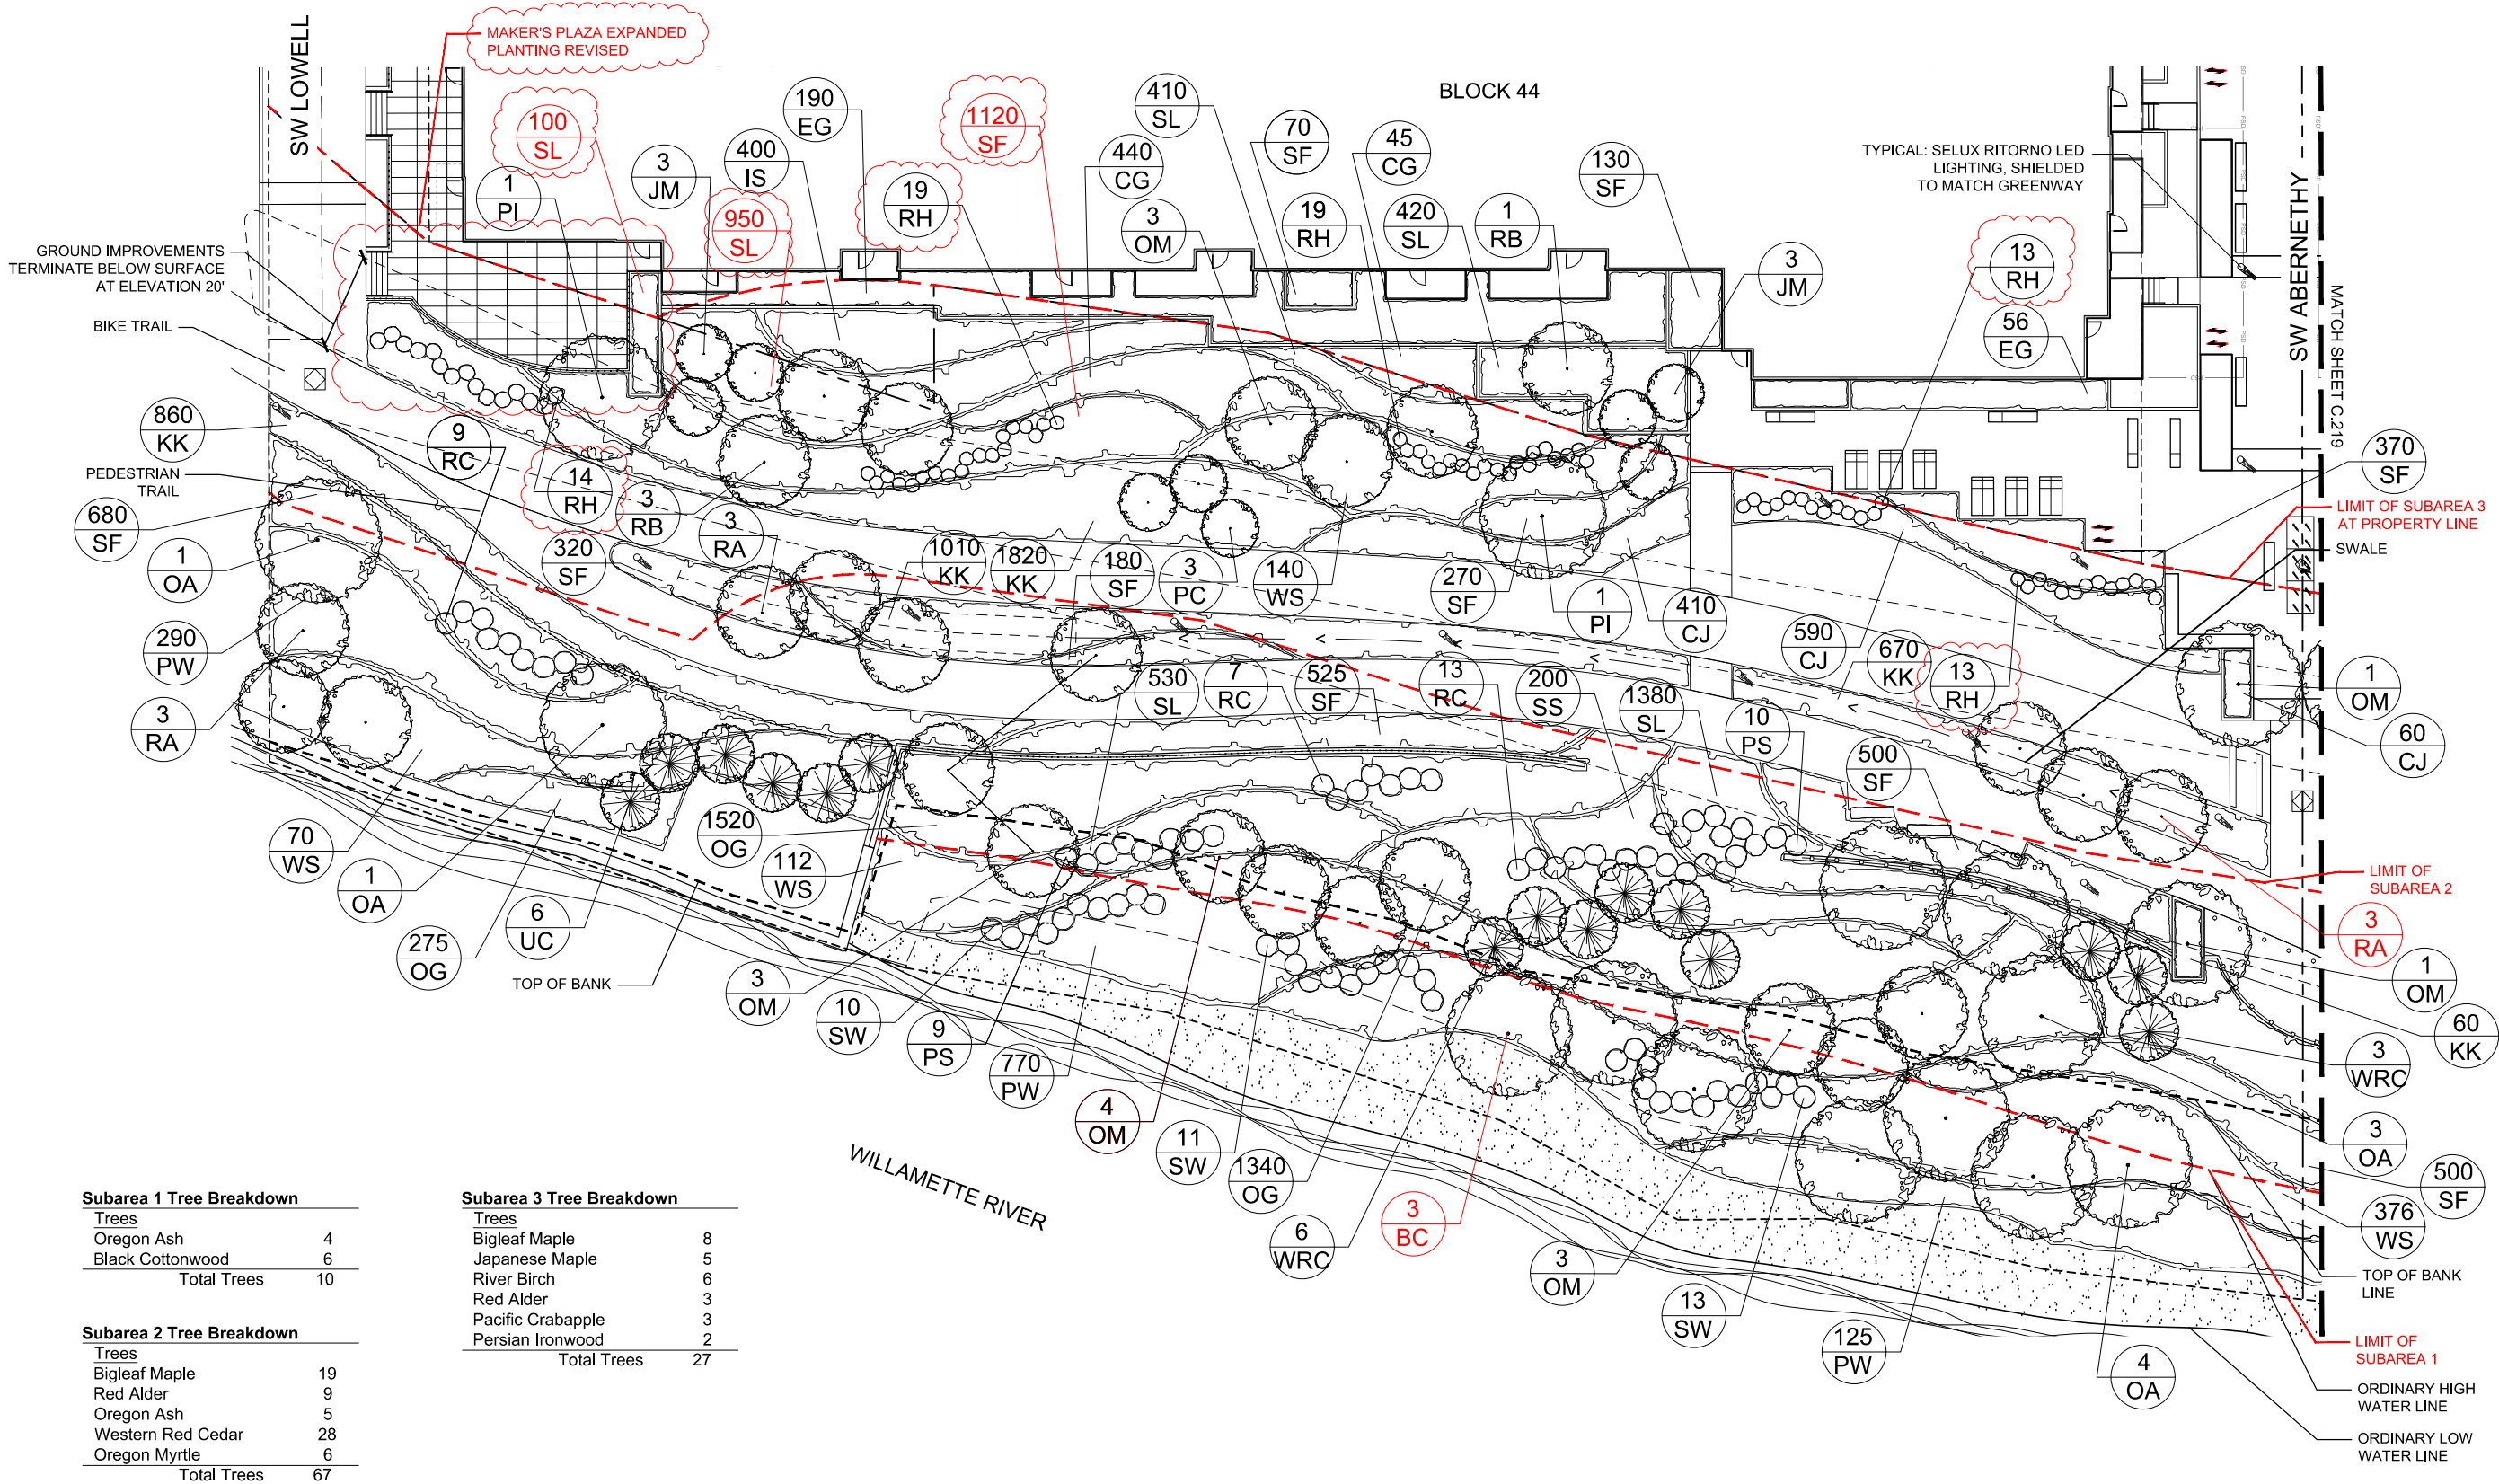 SW LOWELL
MAKER'S PLAZA EXPANDED
PLANTING REVISED
BLOCK 44
100
SL
1
PI
3
JM
400
IS
190
EG
950
SL
19
RH
1120
SF
440
CG
3
OM
410
SL
70
SF
19
RH
45
CG
420
SL
1
RB
130
SF
3
JM
TYPICAL: SELUX RITORNO LED
LIGHTING, SHIELDED
TO MATCH GREENWAY
13
RH
56
EG
SW ABERNETHY
MATCH SHEET C.219
GROUND IMPROVEMENTS
TERMINATE BELOW SURFACE
AT ELEVATION 20'
BIKE TRAIL
860
KK
PEDESTRIAN
TRAIL
680
SF
1
OA
290
PW
3
RA
9
RC
14
RH
320
SF
3
RB
3
RA
1010
KK
1820
KK
180
SF
3
PC
140
WS
270
SF
1
PI
410
CJ
590
CJ
670
KK
13
RH
370
SF
LIMIT OF SUBAREA 3
AT PROPERTY LINE
SWALE
1
OM
60
CJ
530
SL
7
RC
525
SF
13
RC
200
SS
1380
SL
10
PS
500
SF
70
WS
1
OA
275
OG
6
UC
TOP OF BANK
1520
OG
112
WS
3
OM
10
SW
9
PS
770
PW
4
OM
11
SW
1340
OG
6
WRC
3
BC
3
OM
13
SW
125
PW
4
OA
LIMIT OF
SUBAREA 2
3
RA
1
OM
60
KK
3
WRC
3
OA
500
SF
376
WS
TOP OF BANK
LINE
LIMIT OF
SUBAREA 1
ORDINARY HIGH
WATER LINE
ORDINARY LOW
WATER LINE
WILLAMETTE RIVER
Subarea 1 Tree Breakdown
Trees
Oregon Ash 4
Black Cottonwood 6
Total Trees 10
Subarea 2 Tree Breakdown
Trees
Bigleaf Maple 19
Red Alder 9
Oregon Ash 5
Western Red Cedar 28
Oregon Myrtle 6
Total Trees 67
Subarea 3 Tree Breakdown
Trees
Bigleaf Maple 8
Japanese Maple 5
River Birch 6
Red Alder 3
Pacific Crabapple 3
Persian Ironwood 2
Total Trees 27